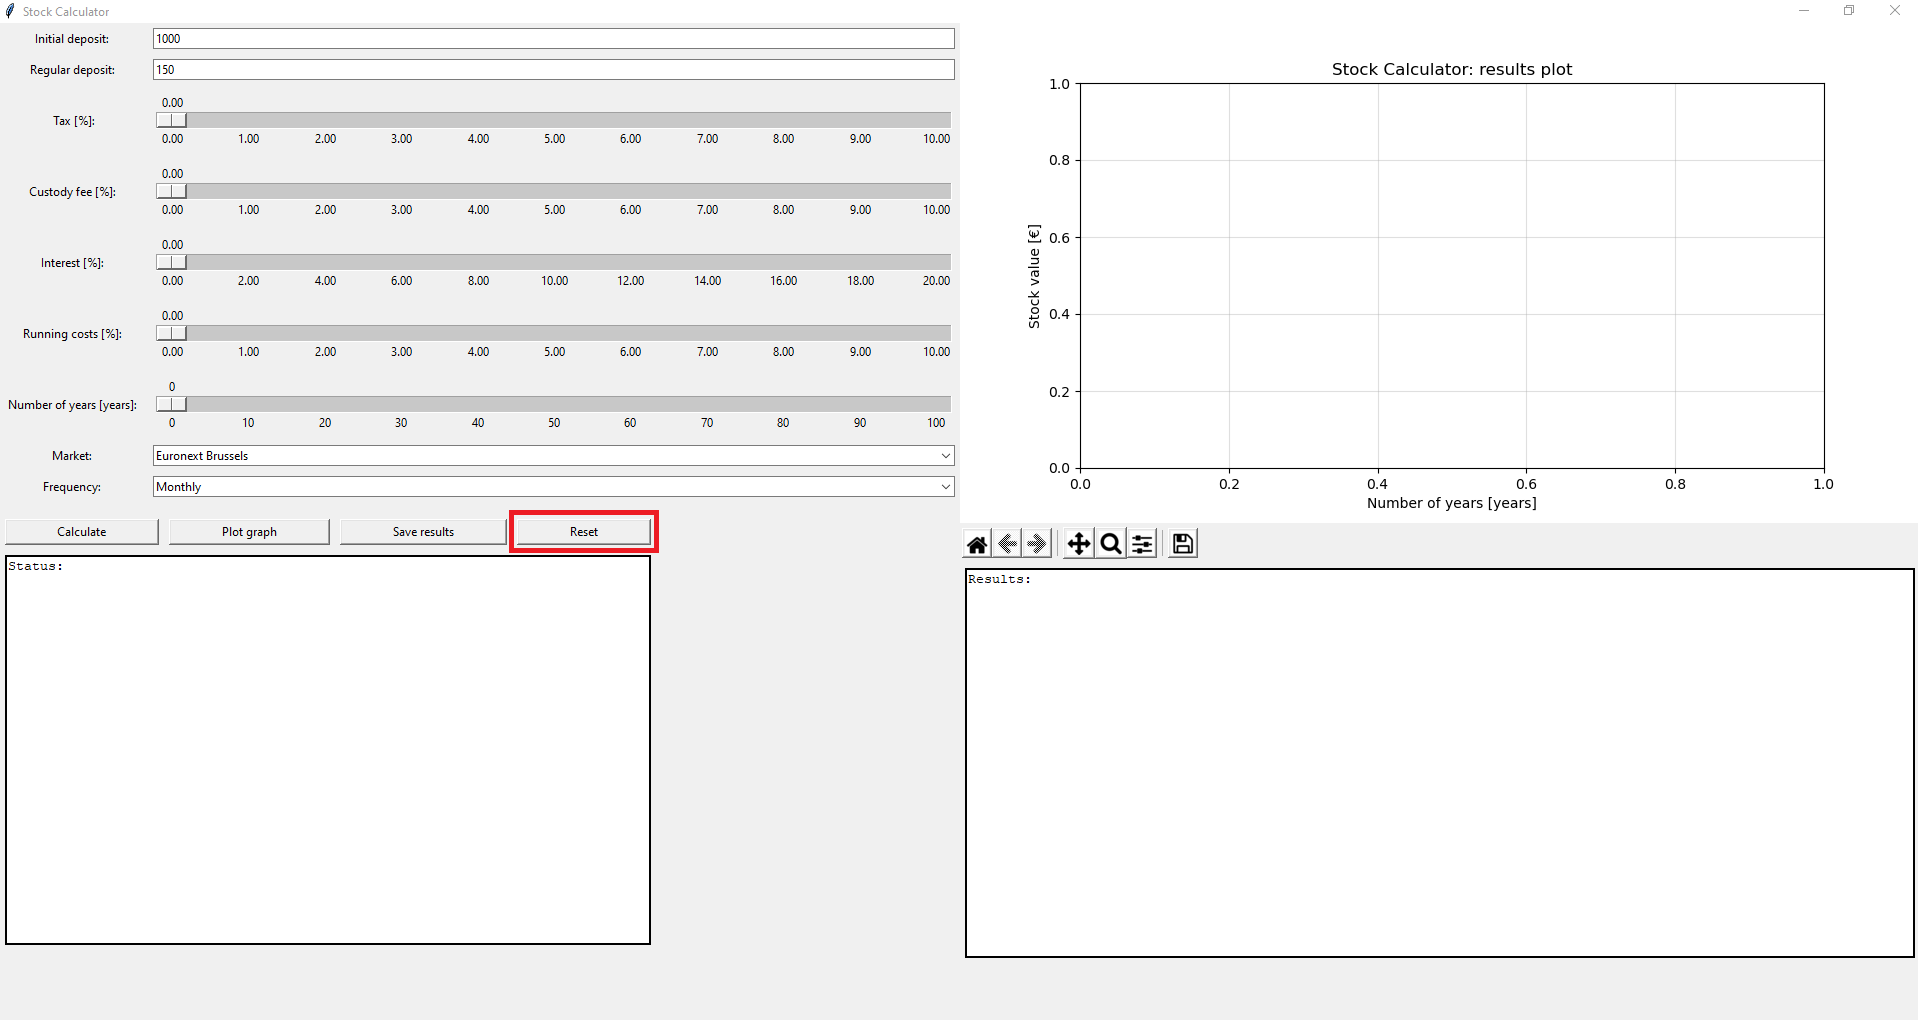 Stock Calculator
Initial deposit:
1000
Regular deposit:
150
0.00
Tax [%]:
0.00 1.00 2.00 3.00 4.00 5.00 6.00 7.00 8.00 9.00 10.00
0.00
Custody fee [%]:
0.00 1.00 2.00 3.00 4.00 5.00 6.00 7.00 8.00 9.00 10.00
0.00
Interest [%]:
0.00 2.00 4.00 6.00 8.00 10.00 12.00 14.00 16.00 18.00 20.00
0.00
Running costs [%]:
0.00 1.00 2.00 3.00 4.00 5.00 6.00 7.00 8.00 9.00 10.00
0
Number of years [years]:
0 10 20 30 40 50 60 70 80 90 100
Market:
Euronext Brussels
Frequency:
Monthly
Calculate Plot graph Save results Reset
Status:
Stock Calculator: results plot
1.0
0.8
0.6
0.4
0.2
0.0
Stock value [€]
0.0 0.2 0.4 0.6 0.8 1.0
Number of years [years]
Results: